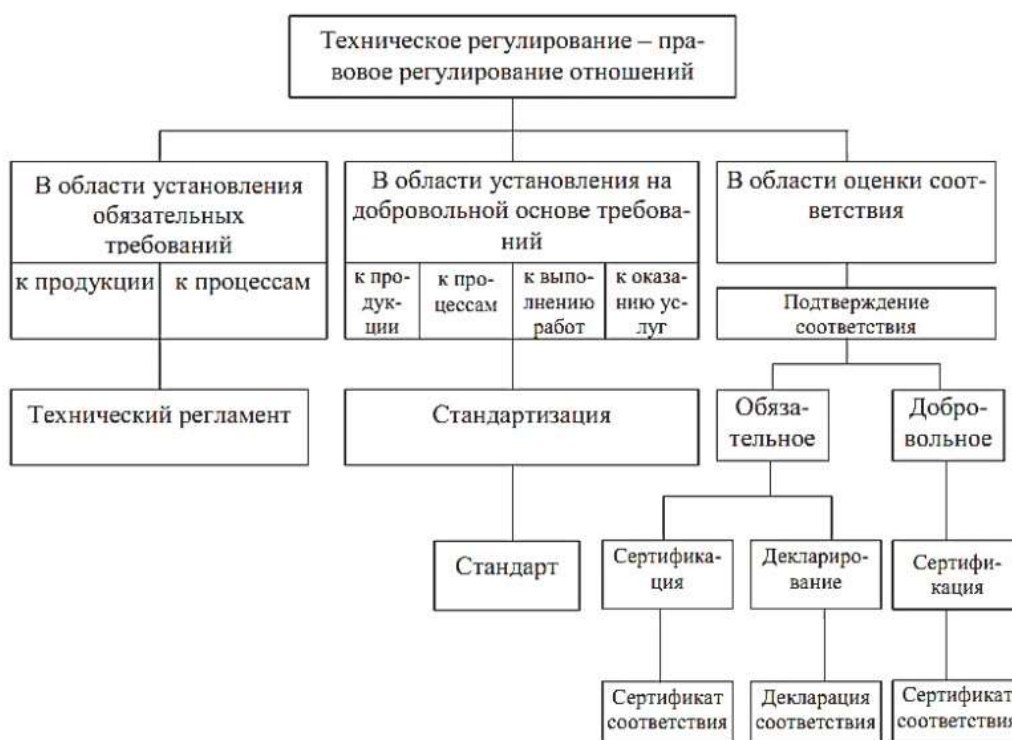 Техническое регулирование – пра-
вовое регулирование отношений
В области установления
обязательных
требований
к продукции
к процессам
В области установления на
добровольной основе требова-
ний
к про-
дук-
ции
к про-
цессам
к выпо-
лнению
работ
к оказа-
нию ус-
луг
В области оценки соот-
ветствия
Подтверждение
соответствия
Технический регламент
Стандартизация
Обяза-
тельное
Добро-
вольное
Стандарт
Сертифика-
ция
Деклариро-
вание
Сертифи-
кация
Сертификат
соответствия
Декларация
соответствия
Сертификат
соответствия